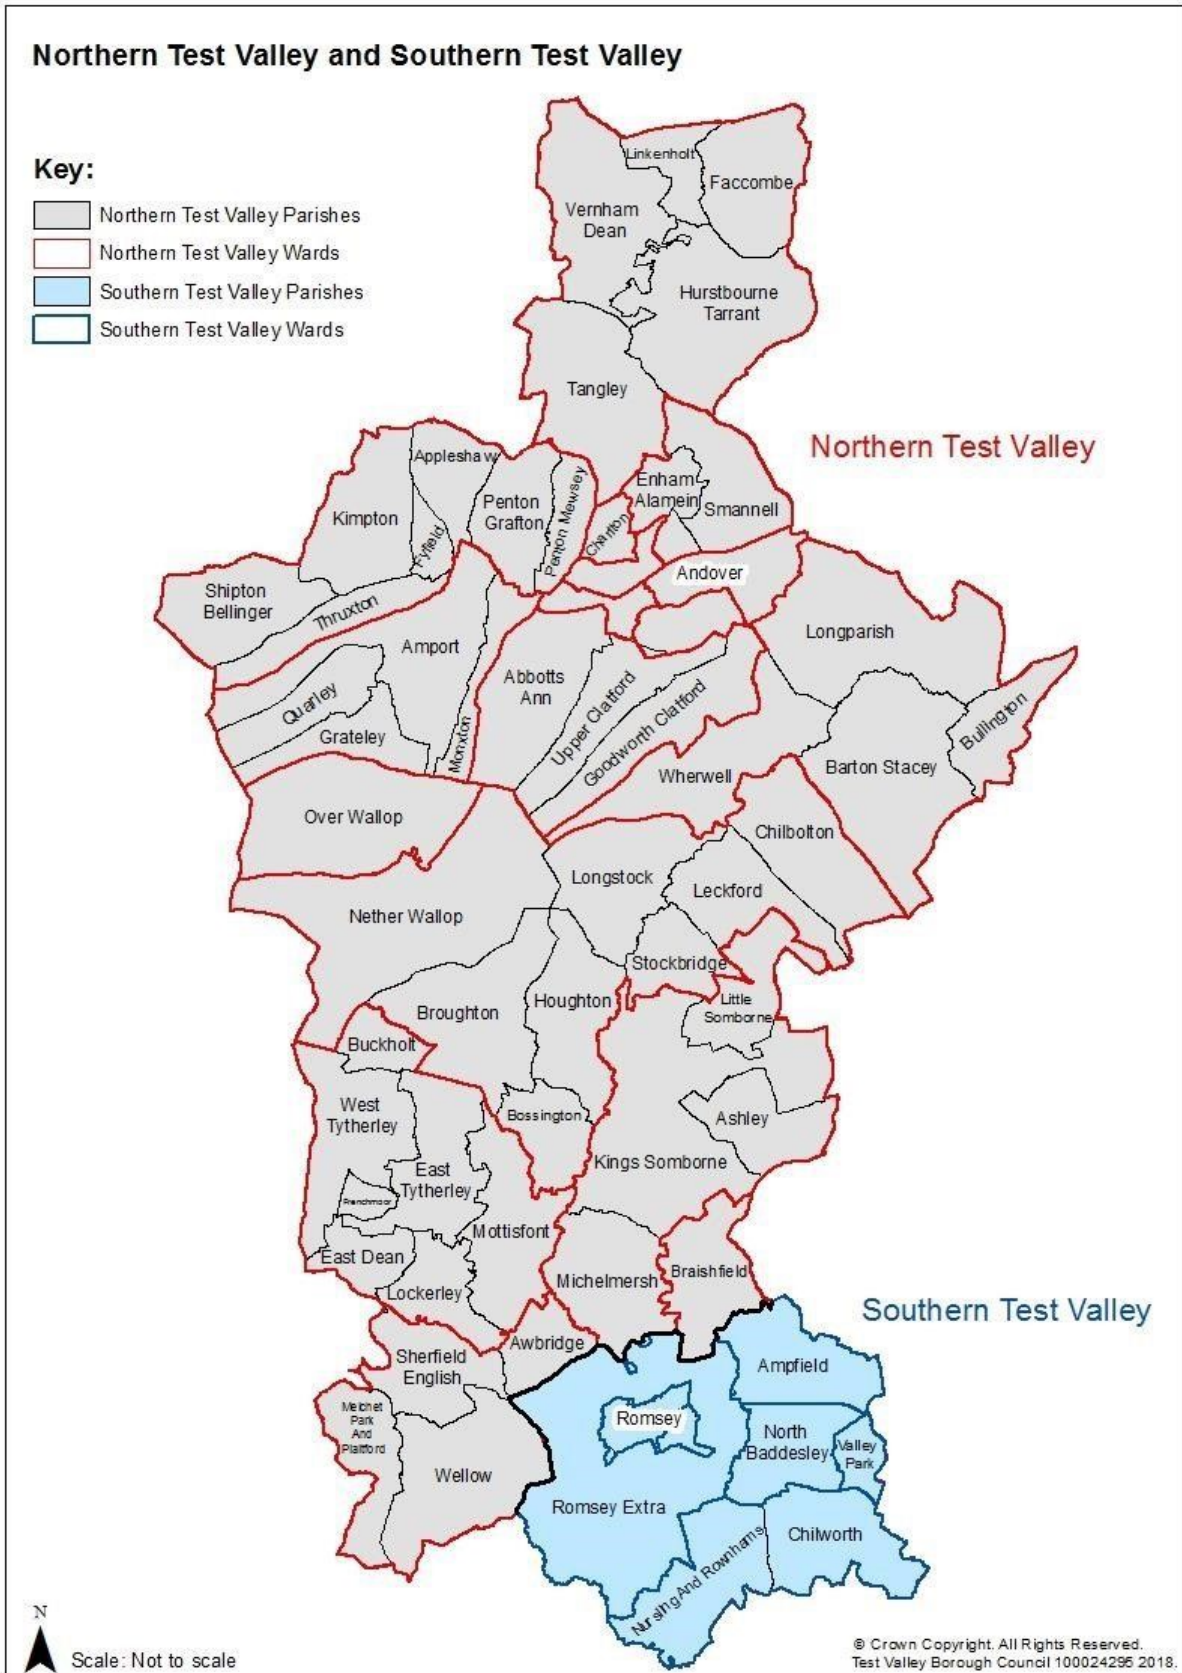 Northern Test Valley and Southern Test Valley
Key:
Northern Test Valley Parishes
Northern Test Valley Wards
Southern Test Valley Parishes
Southern Test Valley Wards
Linkenholt
Faccombe
Vernham
Dean
Hurstbourne
Tarrant
Tangley
Northern Test Valley
Appleshaw
Penton
Grafton
Penton Mewsey
Enham
Alamein
Smannell
Kimpton
Fyfield
Charlton
Andover
Shipton
Bellinger
Thruxton
Amport
Longparish
Abbotts
Ann
Upper Clatford
Goodworth Clatford
Quarley
Grateley
Monxton
Bullington
Wherwell
Barton Stacey
Over Wallop
Chilbolton
Longstock
Leckford
Nether Wallop
Stockbridge
Houghton
Little
Somborne
Broughton
Buckholt
West
Tytherley
Bossington
Ashley
Kings Somborne
East
Tytherley
Frenchmoor
Mottisfont
East Dean
Michelmersh
Braishfield
Lockerley
Southern Test Valley
Awbridge
Sherfield
English
Ampfield
Melchet
Park
And
Plaitford
Romsey
North
Baddesley
Valley
Park
Wellow
Romsey Extra
Chilworth
Nursling And Rownhams
N
Scale: Not to scale
© Crown Copyright. All Rights Reserved.
Test Valley Borough Council 100024295 2018.